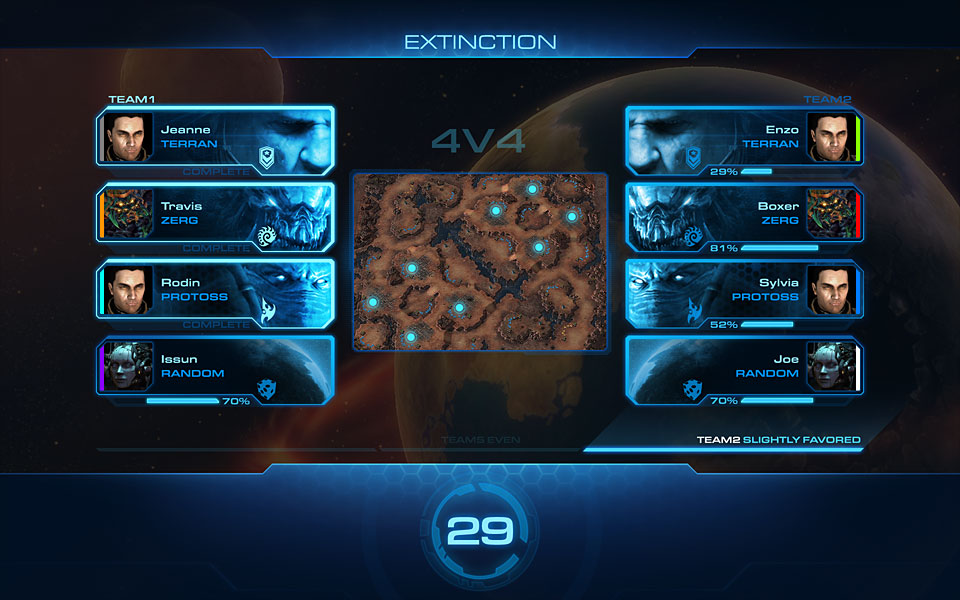 EXTINCTION
TEAM1
Jeanne
TERRAN
COMPLETE
Travis
ZERG
COMPLETE
Rodin
PROTOSS
COMPLETE
Issun
RANDOM
70%
4V4
TEAM2
Enzo
TERRAN
29%
Boxer
ZERG
81%
Sylvia
PROTOSS
52%
Joe
RANDOM
70%
TEAMS EVEN
TEAM2 SLIGHTLY FAVORED
29